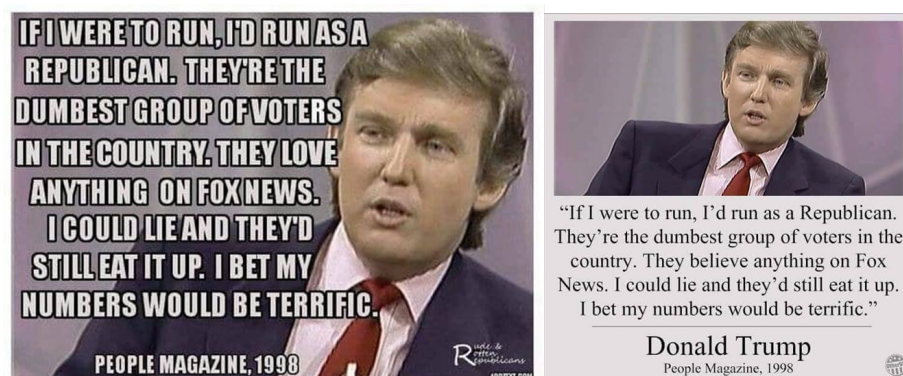 IF I WERE TO RUN, I'D RUN AS A
REPUBLICAN. THEY'RE THE
DUMBEST GROUP OF VOTERS
IN THE COUNTRY. THEY LOVE
ANYTHING ON FOX NEWS.
I COULD LIE AND THEY'D
STILL EAT IT UP. I BET MY
NUMBERS WOULD BE TERRIFIC.
PEOPLE MAGAZINE, 1998
Rude &
Rotten
Republicans
“If I were to run, I’d run as a Republican.
They’re the dumbest group of voters in the
country. They believe anything on Fox
News. I could lie and they’d still eat it up.
I bet my numbers would be terrific.”
Donald Trump
People Magazine, 1998